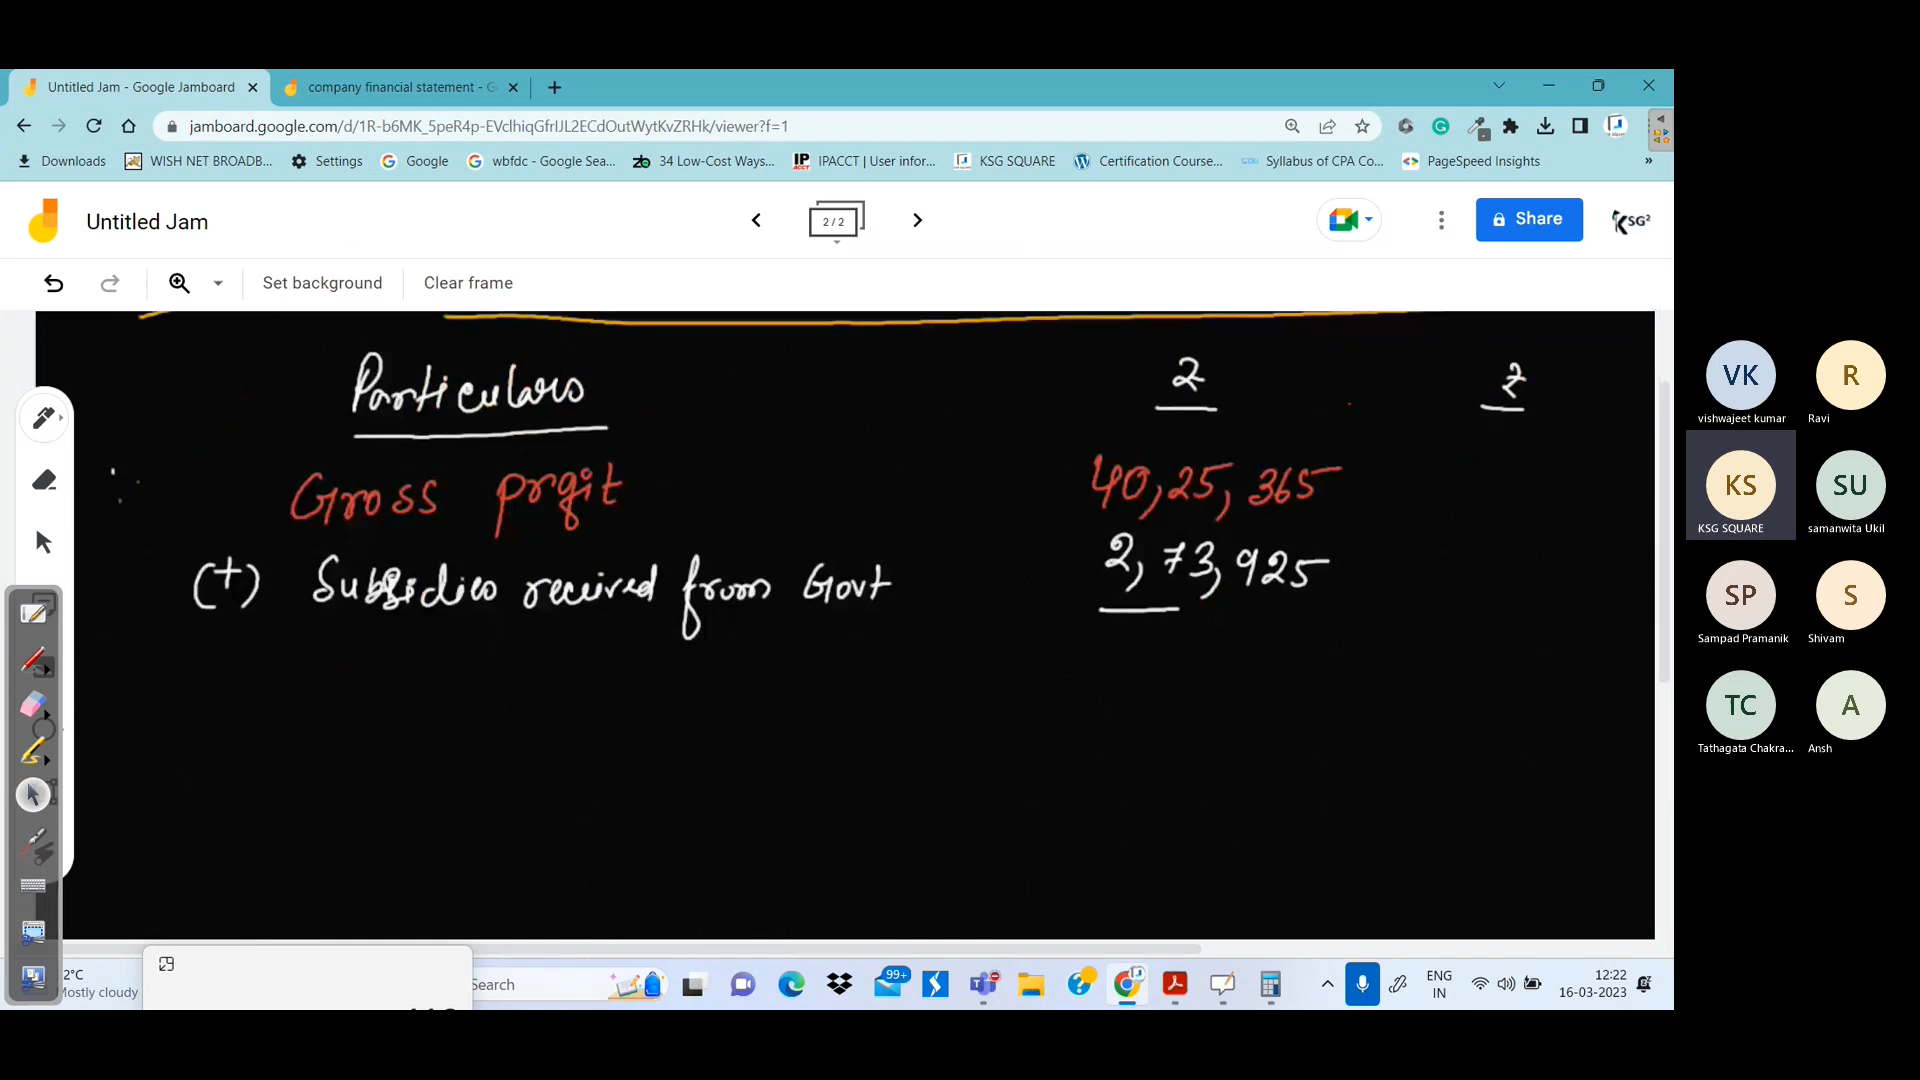 Untitled Jam - Google Jamboard
company financial statement - G
jamboard.google.com/d/1R-b6MK_5peR4p-EVclhiqGfrIJL2ECdOutWytKvZRHk/viewer?f=1
Downloads WISH NET BROADB... Settings Google wbfdc - Google Sea... 34 Low-Cost Ways... IPACCT | User infor... KSG SQUARE Certification Course... Syllabus of CPA Co... PageSpeed Insights »
Untitled Jam
2 / 2
Share
KSG²
Set background Clear frame
Particulars
Gross profit 40,25,365
(+) Subsidies received from Govt 2,73,925
VK
vishwajeet kumar
R
Ravi
KS
KSG SQUARE
SU
samanwita Ukil
SP
Sampad Pramanik
S
Shivam
TC
Tathagata Chakra...
A
Ansh
2°C
Mostly cloudy
Search
99+
ENG
IN
12:22
16-03-2023